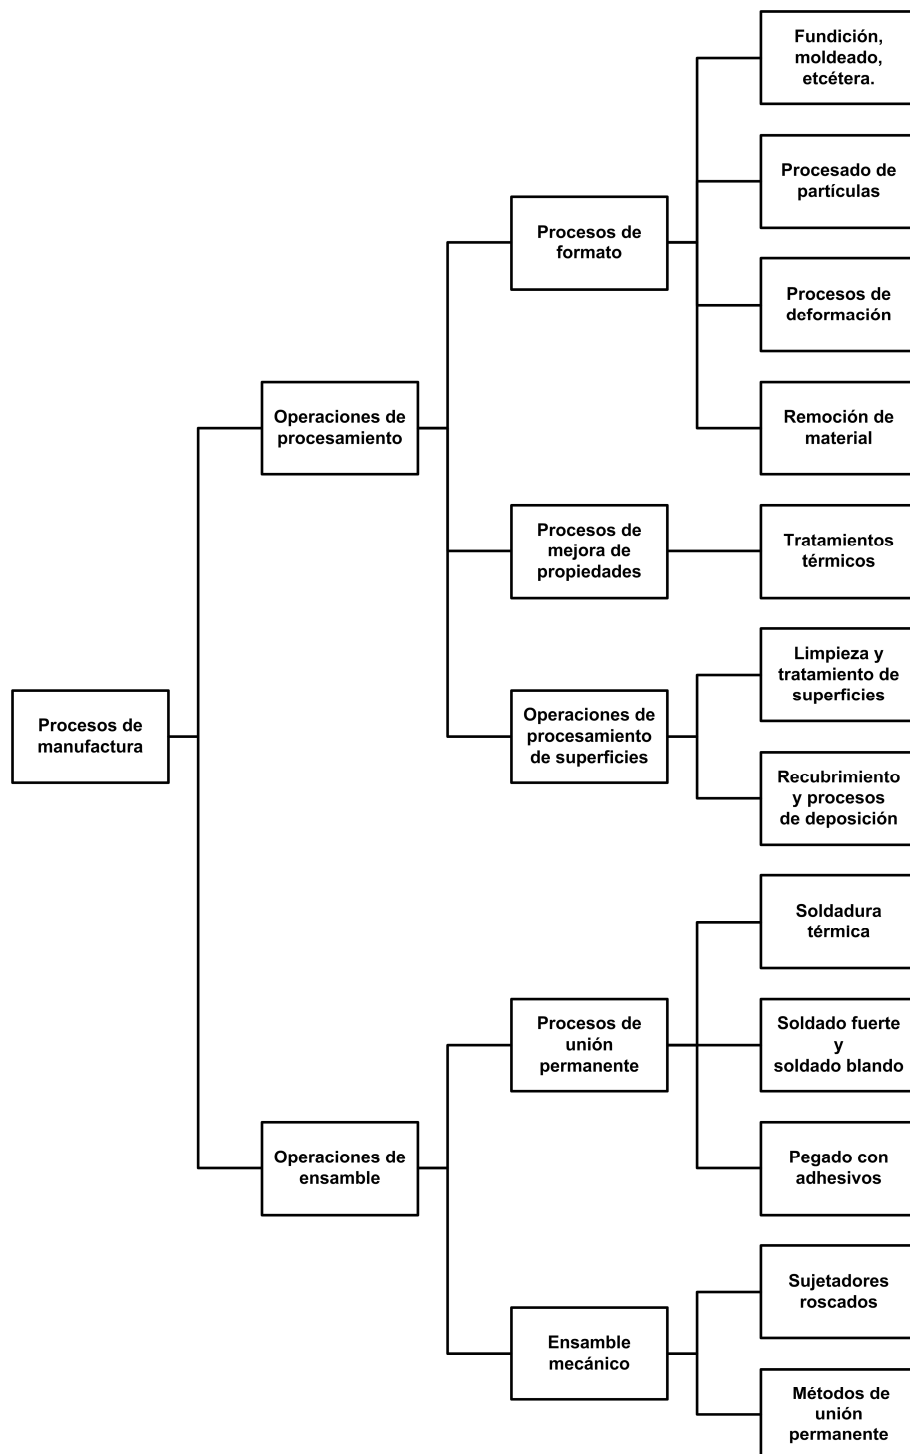 Fundición,
moldeado,
etcétera.
Procesado de
partículas
Procesos de
formato
Procesos de
deformación
Operaciones de
procesamiento
Remoción de
material
Procesos de
mejora de
propiedades
Tratamientos
térmicos
Limpieza y
tratamiento de
superficies
Procesos de
manufactura
Operaciones de
procesamiento
de superficies
Recubrimiento
y procesos
de deposición
Soldadura
térmica
Procesos de
unión
permanente
Soldado fuerte
y
soldado blando
Operaciones de
ensamble
Pegado con
adhesivos
Sujetadores
roscados
Ensamble
mecánico
Métodos de
unión
permanente